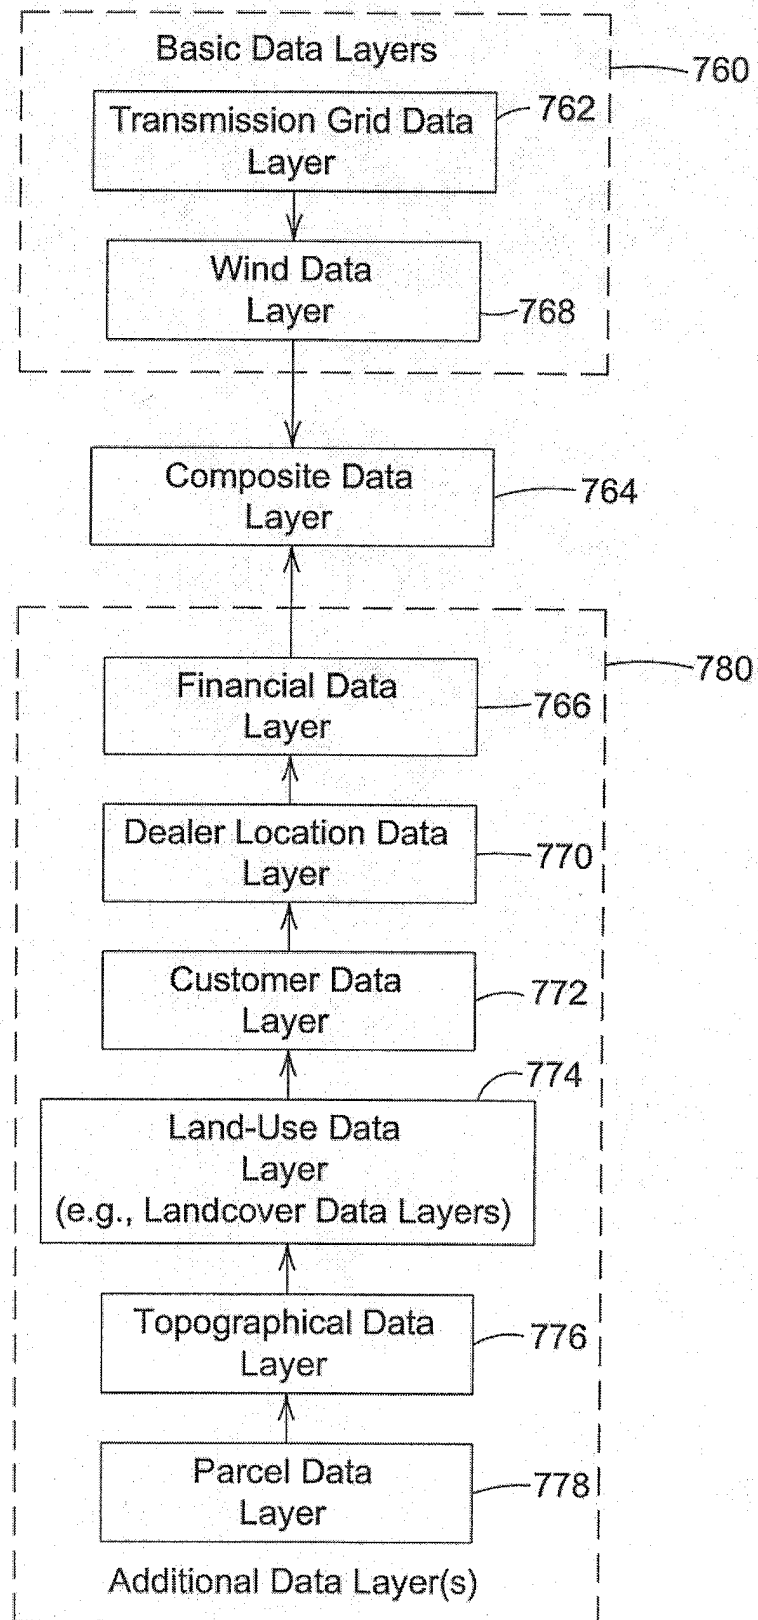 Basic Data Layers
760
Transmission Grid Data
Layer
762
Wind Data
Layer
768
Composite Data
Layer
764
780
Financial Data
Layer
766
Dealer Location Data
Layer
770
Customer Data
Layer
772
774
Land-Use Data
Layer
(e.g., Landcover Data Layers)
Topographical Data
Layer
776
Parcel Data
Layer
778
Additional Data Layer(s)